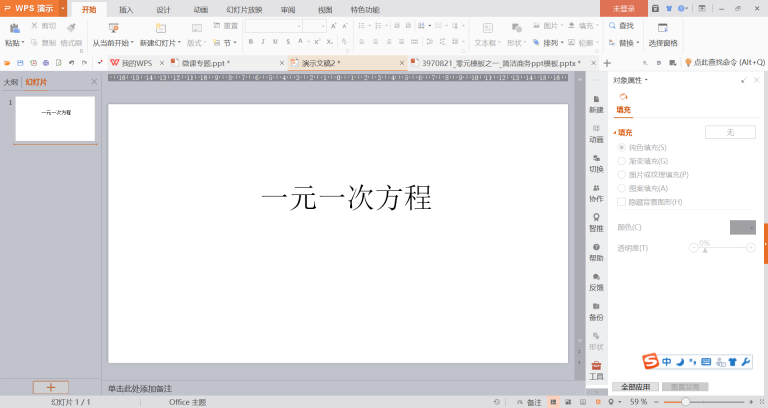 WPS 演示
开始
插入
设计
动画
幻灯片放映
审阅
视图
特色功能
未登录
粘贴
剪切
复制
格式刷
从当前开始
新建幻灯片
版式
重置
节
文本框
形状
图片
排列
填充
轮廓
查找
替换
选择窗格
我的WPS
微课专题.ppt *
演示文稿2 *
3970821_零元模板之一_简洁商务ppt模板.pptx *
点此查找命令 (Alt+Q)
大纲
幻灯片
1
一元一次方程
一元一次方程
单击此处添加备注
新建
动画
切换
协作
智推
帮助
反馈
备份
形状
工具
对象属性
填充
填充
无
纯色填充(S)
渐变填充(G)
图片或纹理填充(P)
图案填充(A)
隐藏背景图形(H)
颜色(C)
透明度(T)
0%
中
全部应用
重置背景
幻灯片 1 / 1
Office 主题
备注
59 %